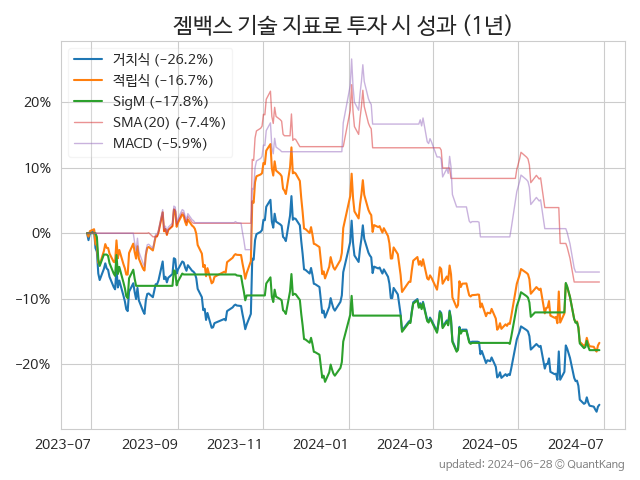 젬백스 기술 지표로 투자 시 성과 (1년)
거치식 (−26.2%)
적립식 (−16.7%)
SigM (−17.8%)
SMA(20) (−7.4%)
MACD (−5.9%)
20%
10%
0%
−10%
−20%
2023-07 2023-09 2023-11 2024-01 2024-03 2024-05 2024-07
updated: 2024-06-28 © QuantKang